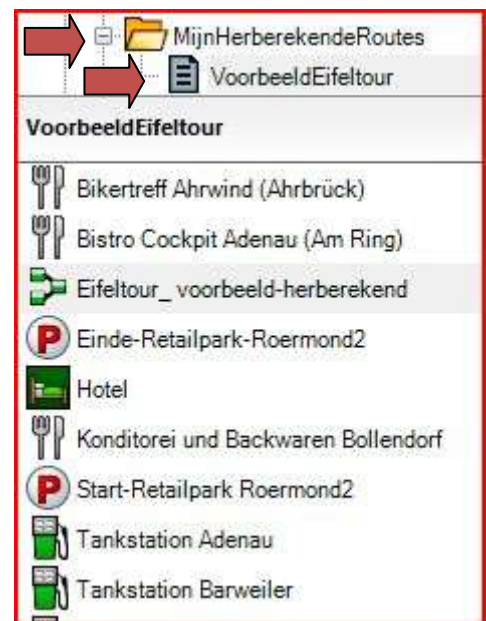 MijnHerberekendeRoutes
VoorbeeldEifeltour
VoorbeeldEifeltour
Bikertreff Ahrwind (Ahrbrück)
Bistro Cockpit Adenau (Am Ring)
Eifeltour_ voorbeeld-herberekend
P Einde-Retailpark-Roermond2
Hotel
Konditorei und Backwaren Bollendorf
P Start-Retailpark Roermond2
Tankstation Adenau
Tankstation Barweiler